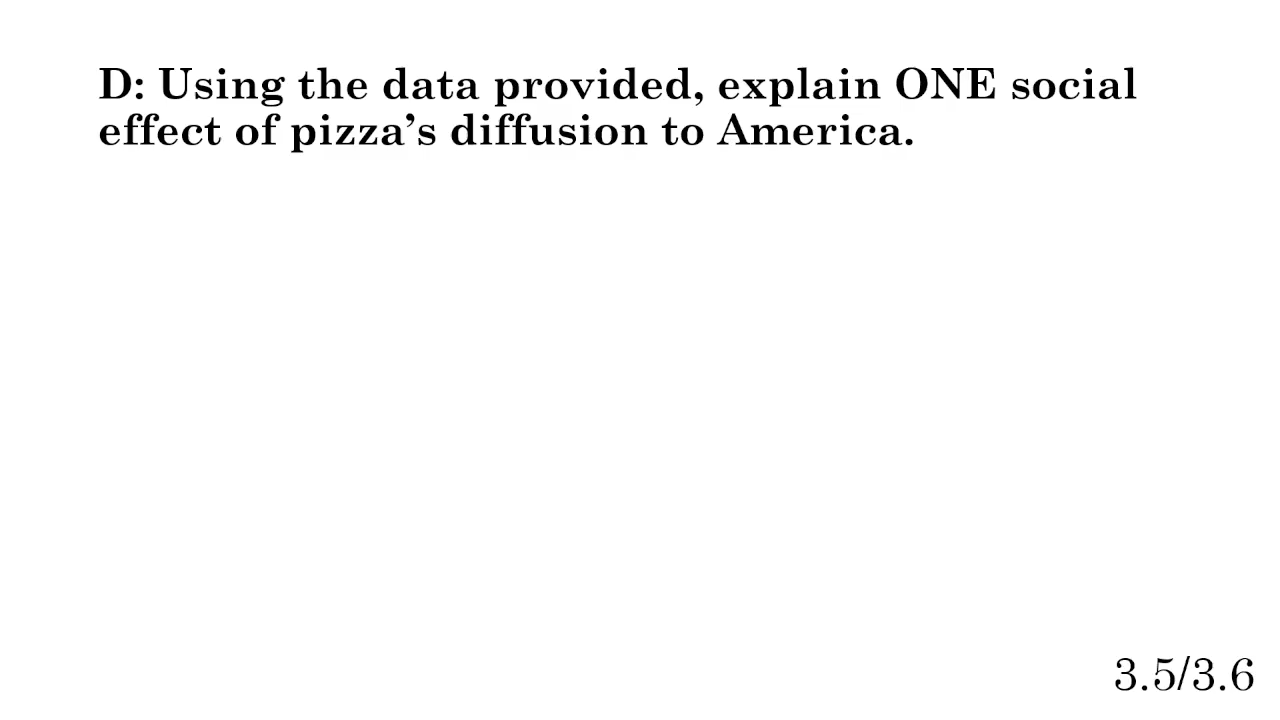 D: Using the data provided, explain ONE social
effect of pizza’s diffusion to America.
3.5/3.6